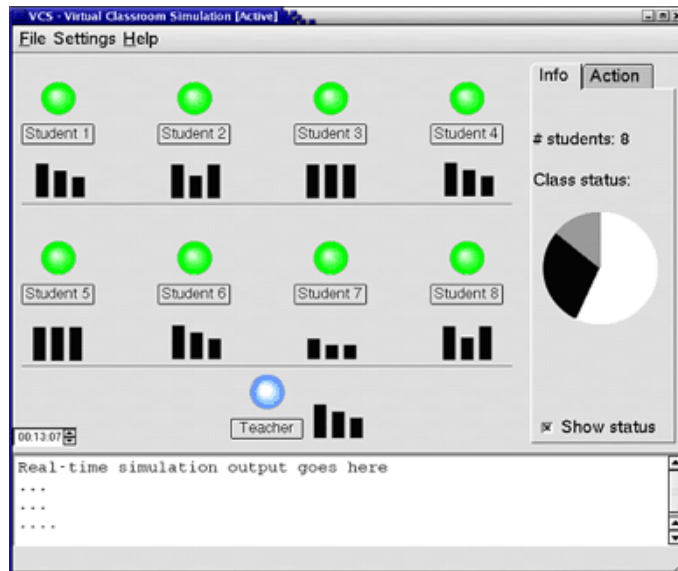 VCS - Virtual Classroom Simulation [Active]
File Settings Help
Info Action
Student 1 Student 2 Student 3 Student 4
# students: 8
Class status:
Student 5 Student 6 Student 7 Student 8
Teacher
Show status
00:13:07
Real-time simulation output goes here
...
...
....